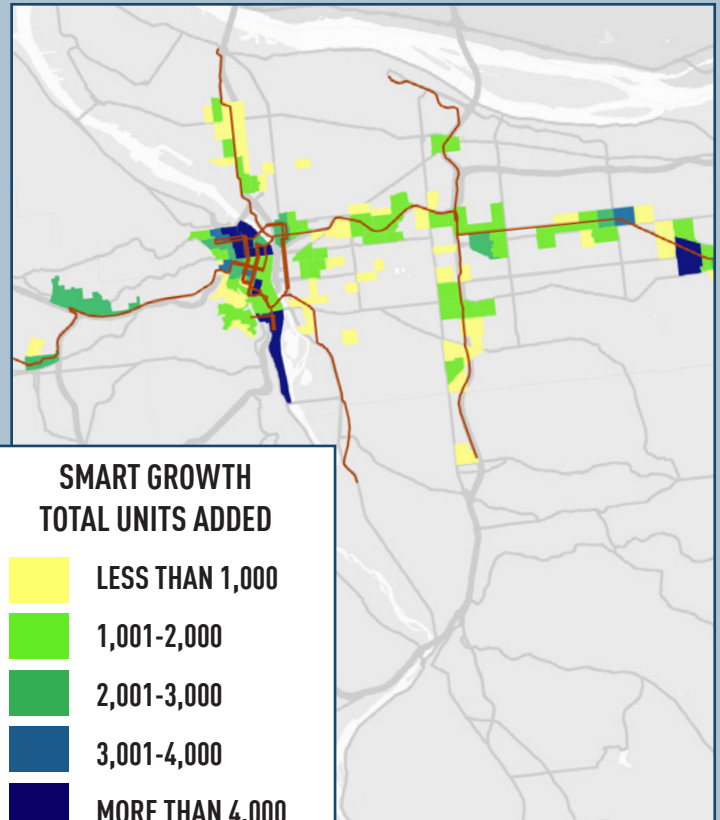 SMART GROWTH
TOTAL UNITS ADDED
LESS THAN 1,000
1,001-2,000
2,001-3,000
3,001-4,000
MORE THAN 4,000